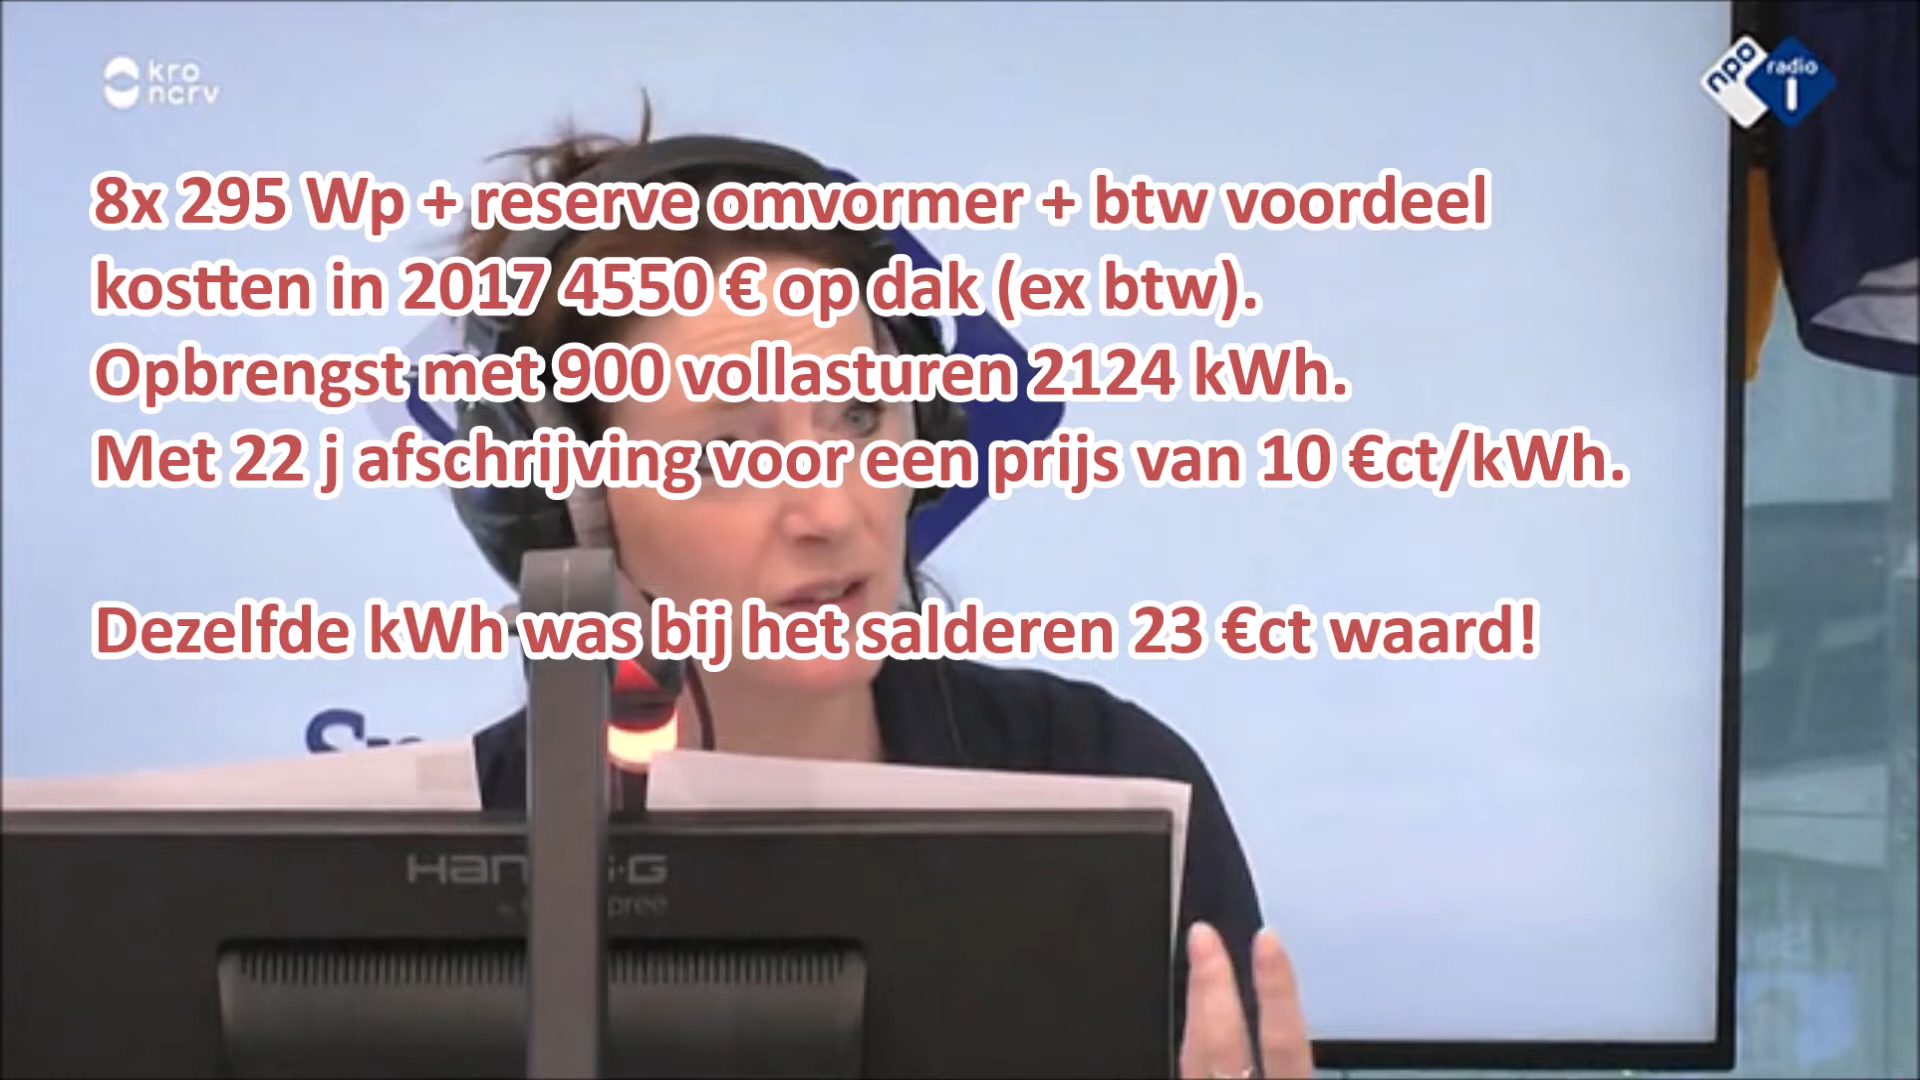 kro
ncrv
npo
radio
1
8x 295 Wp + reserve omvormer + btw voordeel
kostten in 2017 4550 € op dak (ex btw).
Opbrengst met 900 vollasturen 2124 kWh.
Met 22 j afschrijving voor een prijs van 10 €ct/kWh.
Dezelfde kWh was bij het salderen 23 €ct waard!